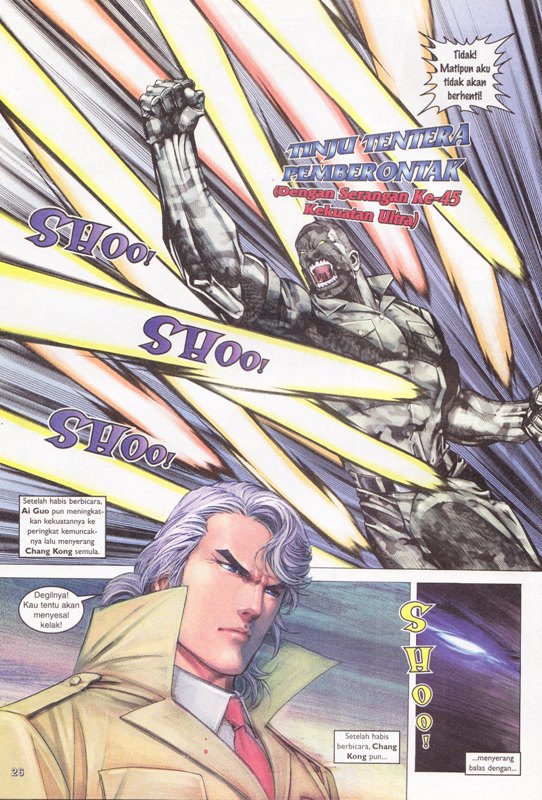 Tidak!
Matipun aku
tidak akan
berhenti!
TINJU TENTERA
PEMBERONTAK
(Dengan Serangan Ke-45
Kekuatan Ultra)
SHOO!
SHOO!
SHOO!
Setelah habis berbicara,
Ai Guo pun meningkat-
kan kekuatannya ke
peringkat kemuncak-
nya lalu menyerang
Chang Kong semula.
Degilnya!
Kau tentu akan
menyesal
kelak!
Setelah habis
berbicara, Chang
Kong pun...
SHOO!
...menyerang
balas dengan...
26